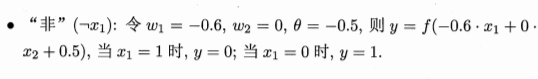 • “非” (¬x₁): 令 w₁ = −0.6, w₂ = 0, θ = −0.5, 则 y = f(−0.6 · x₁ + 0 ·
x₂ + 0.5), 当 x₁ = 1 时, y = 0; 当 x₁ = 0 时, y = 1.